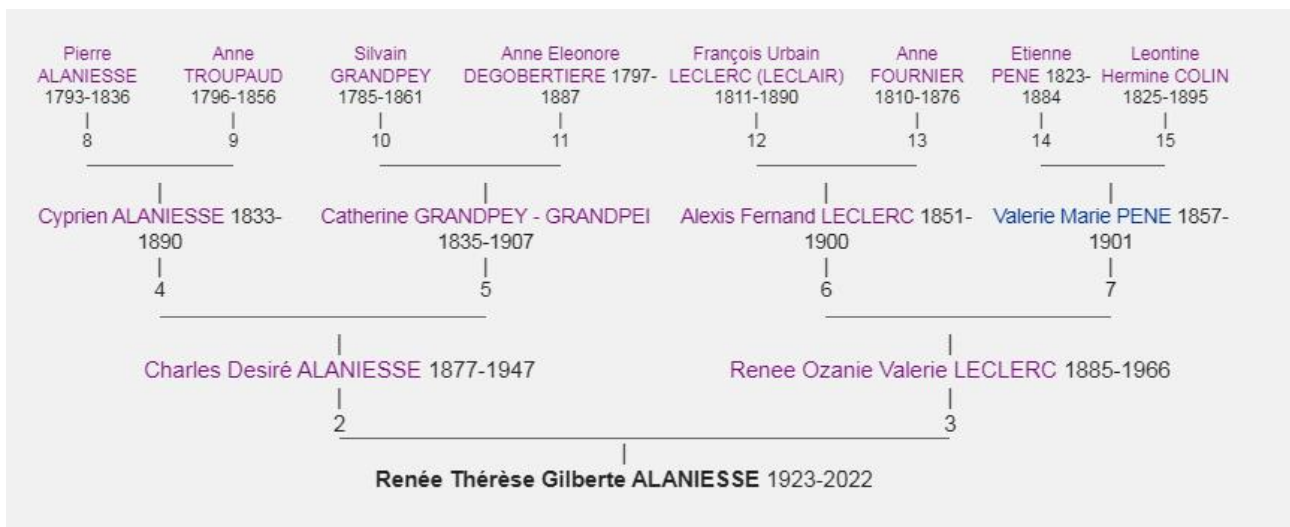 Pierre
ALANIESSE
1793-1836
Anne
TROUPAUD
1796-1856
Silvain
GRANDPEY
1785-1861
Anne Eleonore
DEGOBERTIERE 1797-
1887
François Urbain
LECLERC (LECLAIR)
1811-1890
Anne
FOURNIER
1810-1876
Etienne
PENE 1823-
1884
Leontine
Hermine COLIN
1825-1895
8
9
10
11
12
13
14
15
Cyprien ALANIESSE 1833-
1890
Catherine GRANDPEY - GRANDPEI
1835-1907
Alexis Fernand LECLERC 1851-
1900
Valerie Marie PENE 1857-
1901
4
5
6
7
Charles Desiré ALANIESSE 1877-1947
Renee Ozanie Valerie LECLERC 1885-1966
2
3
Renée Thérèse Gilberte ALANIESSE 1923-2022